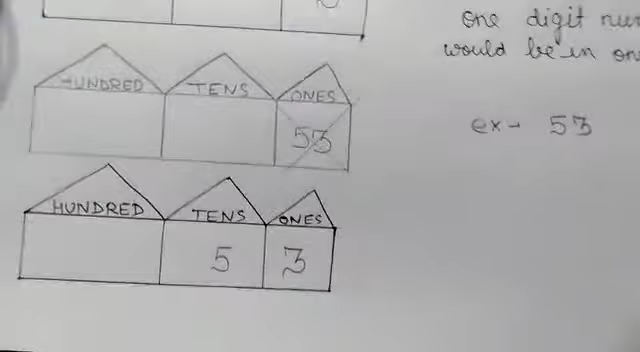 one digit
would be in
HUNDRED TENS ONES
53
ex- 53
HUNDRED TENS ONES
5 3